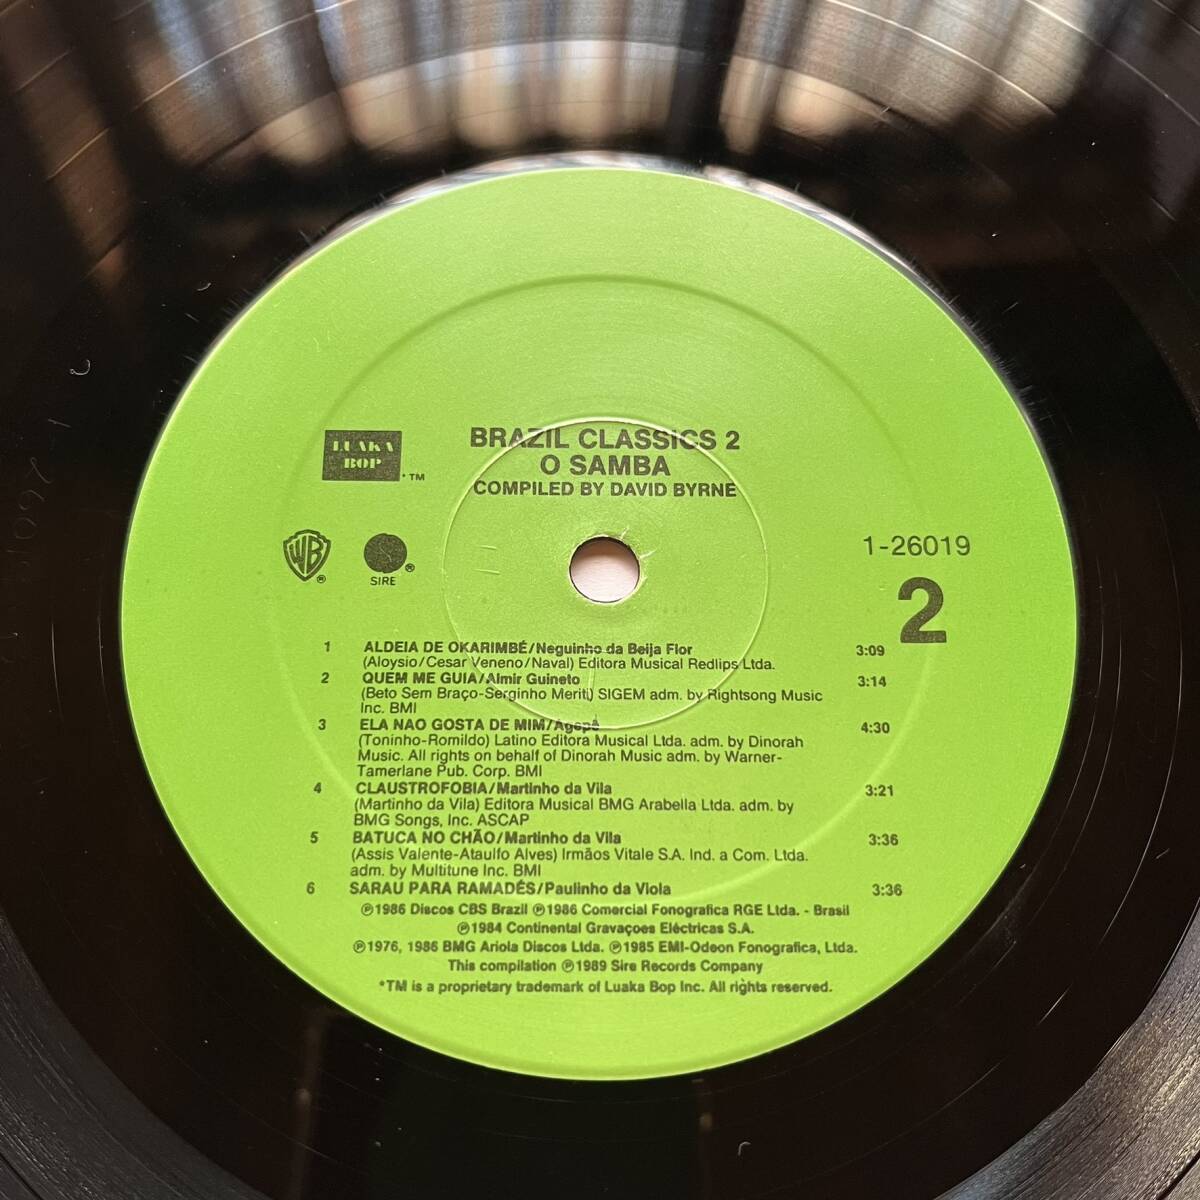 BRAZIL CLASSICS 2
O SAMBA
COMPILED BY DAVID BYRNE
LUAKA
BOP
*TM
WB
®
SIRE
®
1-26019
2
1 ALDEIA DE OKARIMBÉ/Neguinho da Beija Flor 3:09
(Aloysio/Cesar Veneno/Naval) Editora Musical Redlips Ltda.
2 QUEM ME GUIA/Almir Guineto 3:14
(Beto Sem Braço-Serginho Meriti) SIGEM adm. by Rightsong Music
Inc. BMI
3 ELA NAO GOSTA DE MIM/Agepê 4:30
(Toninho-Romildo) Latino Editora Musical Ltda. adm. by Dinorah
Music. All rights on behalf of Dinorah Music adm. by Warner-
Tamerlane Pub. Corp. BMI
4 CLAUSTROFOBIA/Martinho da Vila 3:21
(Martinho da Vila) Editora Musical BMG Arabella Ltda. adm. by
BMG Songs, Inc. ASCAP
5 BATUCA NO CHÃO/Martinho da Vila 3:36
(Assis Valente-Ataulfo Alves) Irmãos Vitale S.A. Ind. a Com. Ltda.
adm. by Multitune Inc. BMI
6 SARAU PARA RAMADÉS/Paulinho da Viola 3:36
℗1986 Discos CBS Brazil ℗1986 Comercial Fonografica RGE Ltda. - Brasil
℗1984 Continental Gravaçoes Eléctricas S.A.
℗1976, 1986 BMG Ariola Discos Ltda. ℗1985 EMI-Odeon Fonografica, Ltda.
This compilation ℗1989 Sire Records Company
*TM is a proprietary trademark of Luaka Bop Inc. All rights reserved.